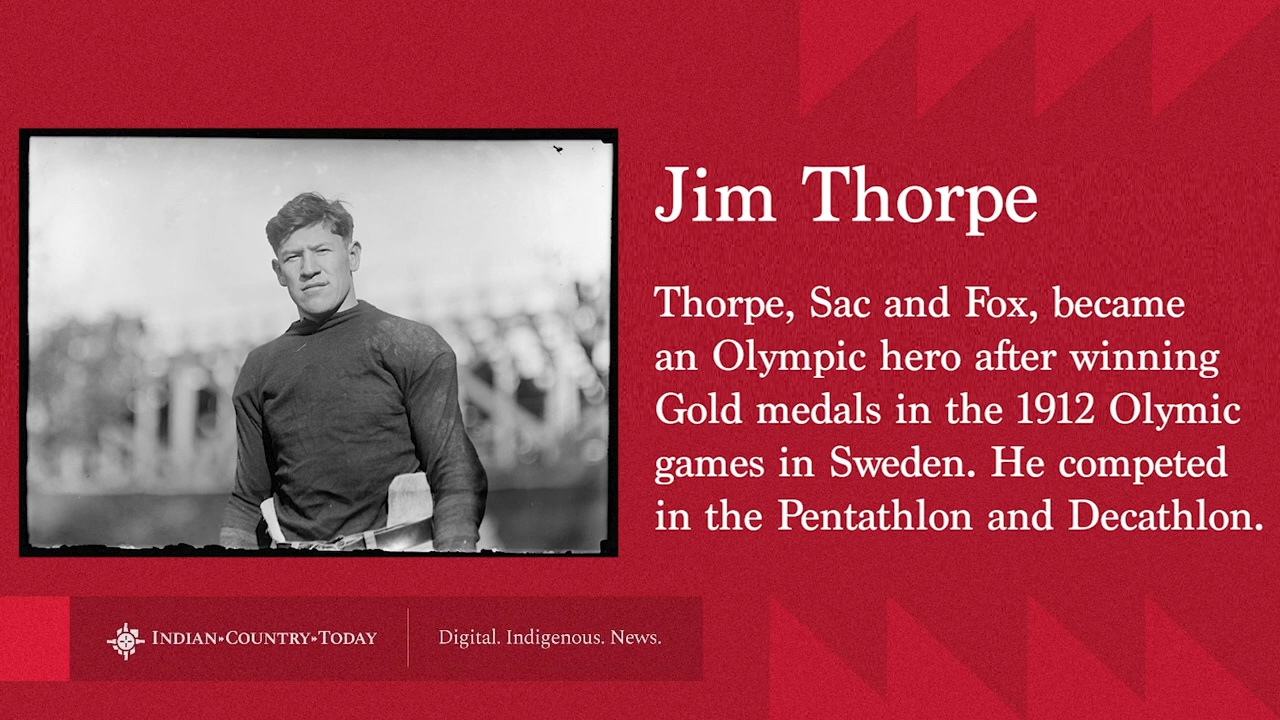 Jim Thorpe
Thorpe, Sac and Fox, became
an Olympic hero after winning
Gold medals in the 1912 Olymic
games in Sweden. He competed
in the Pentathlon and Decathlon.
INDIAN»COUNTRY»TODAY
Digital. Indigenous. News.